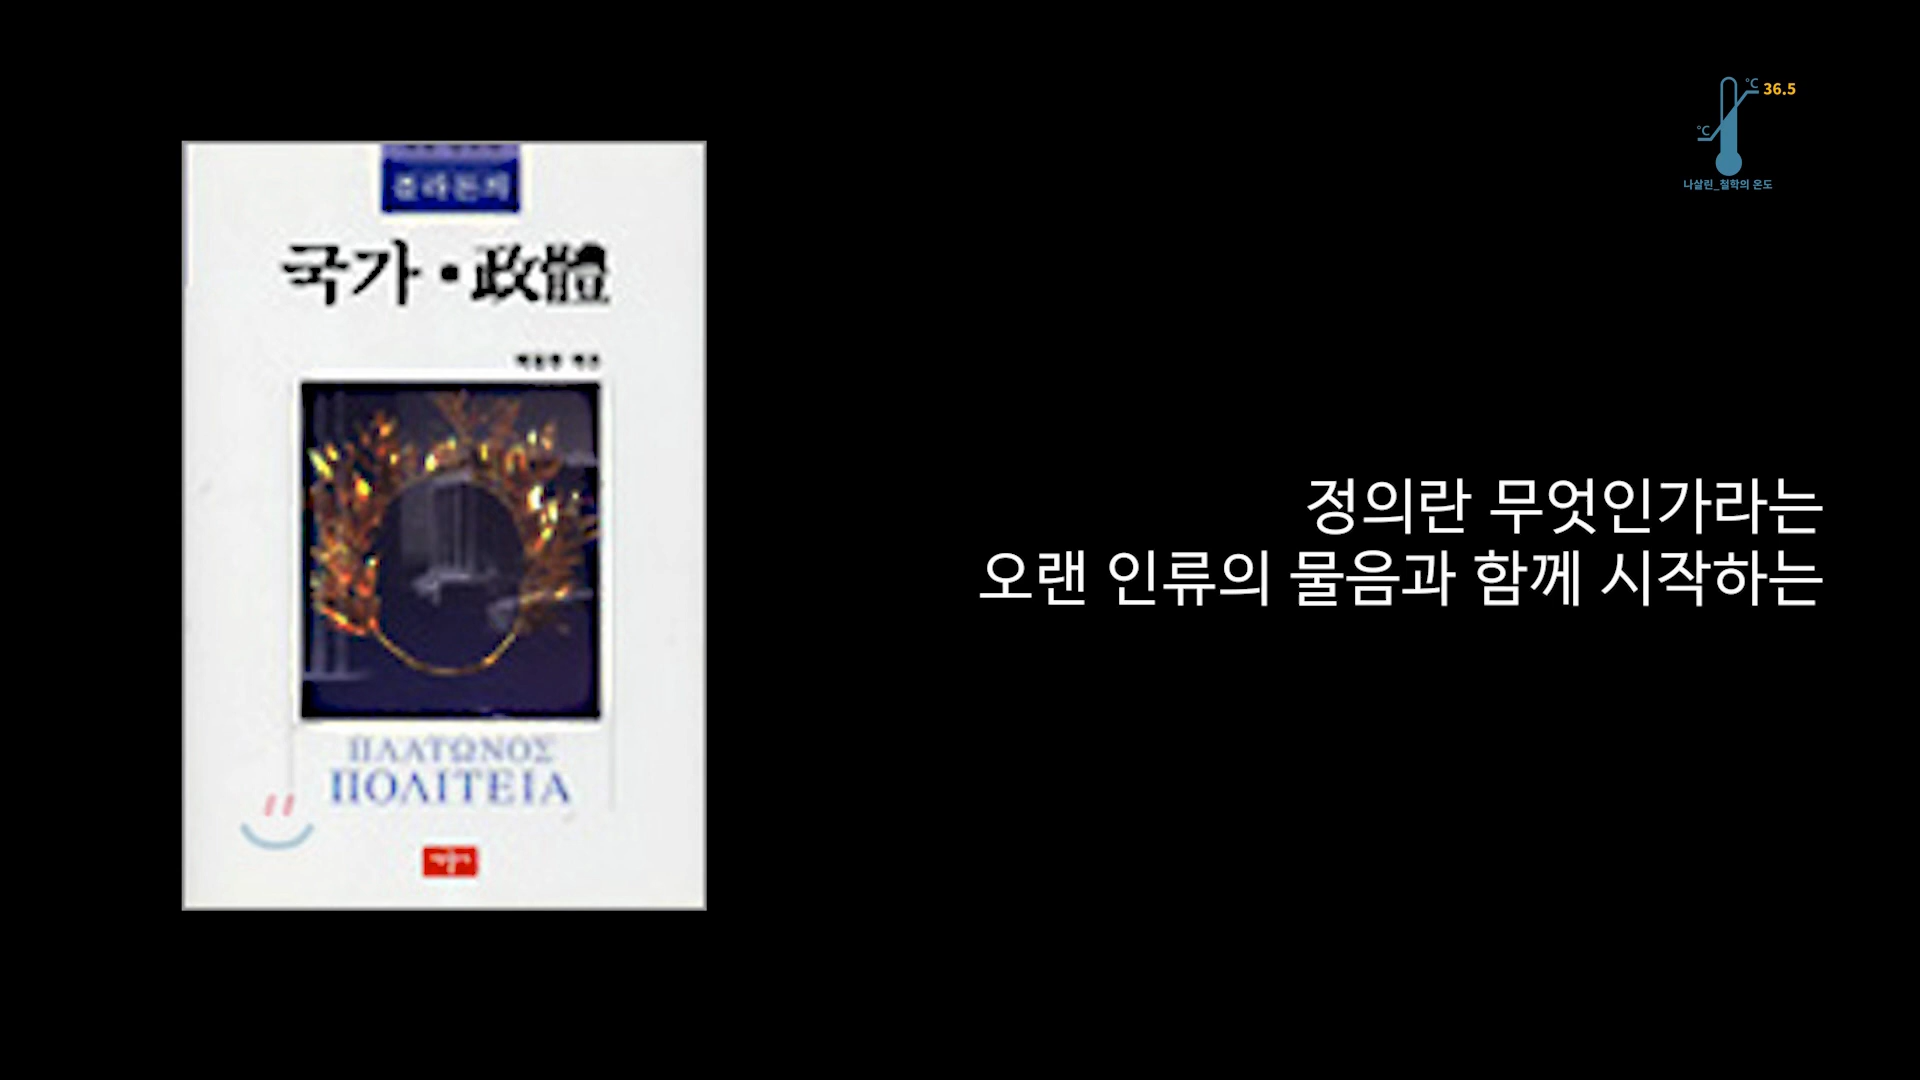 플라톤의
국가·政體
ΠΛΑΤΩΝΟΣ
ΠΟΛΙΤΕΙΑ
°C 36.5
°C
나살린_철학의 온도
정의란 무엇인가라는
오랜 인류의 물음과 함께 시작하는